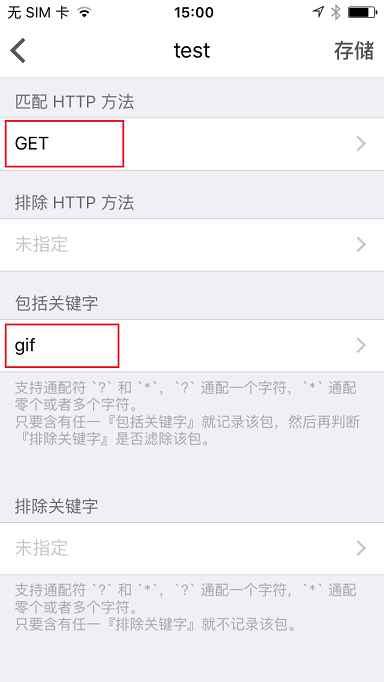 无 SIM 卡 15:00
test 存储
匹配 HTTP 方法
GET
排除 HTTP 方法
未指定
包括关键字
gif
支持通配符 `?` 和 `*`，`?` 通配一个字符，`*` 通配
零个或者多个字符。
只要含有任一『包括关键字』就记录该包，然后再判断
『排除关键字』是否滤除该包。
排除关键字
未指定
支持通配符 `?` 和 `*`，`?` 通配一个字符，`*` 通配
零个或者多个字符。
只要含有任一『排除关键字』就不记录该包。